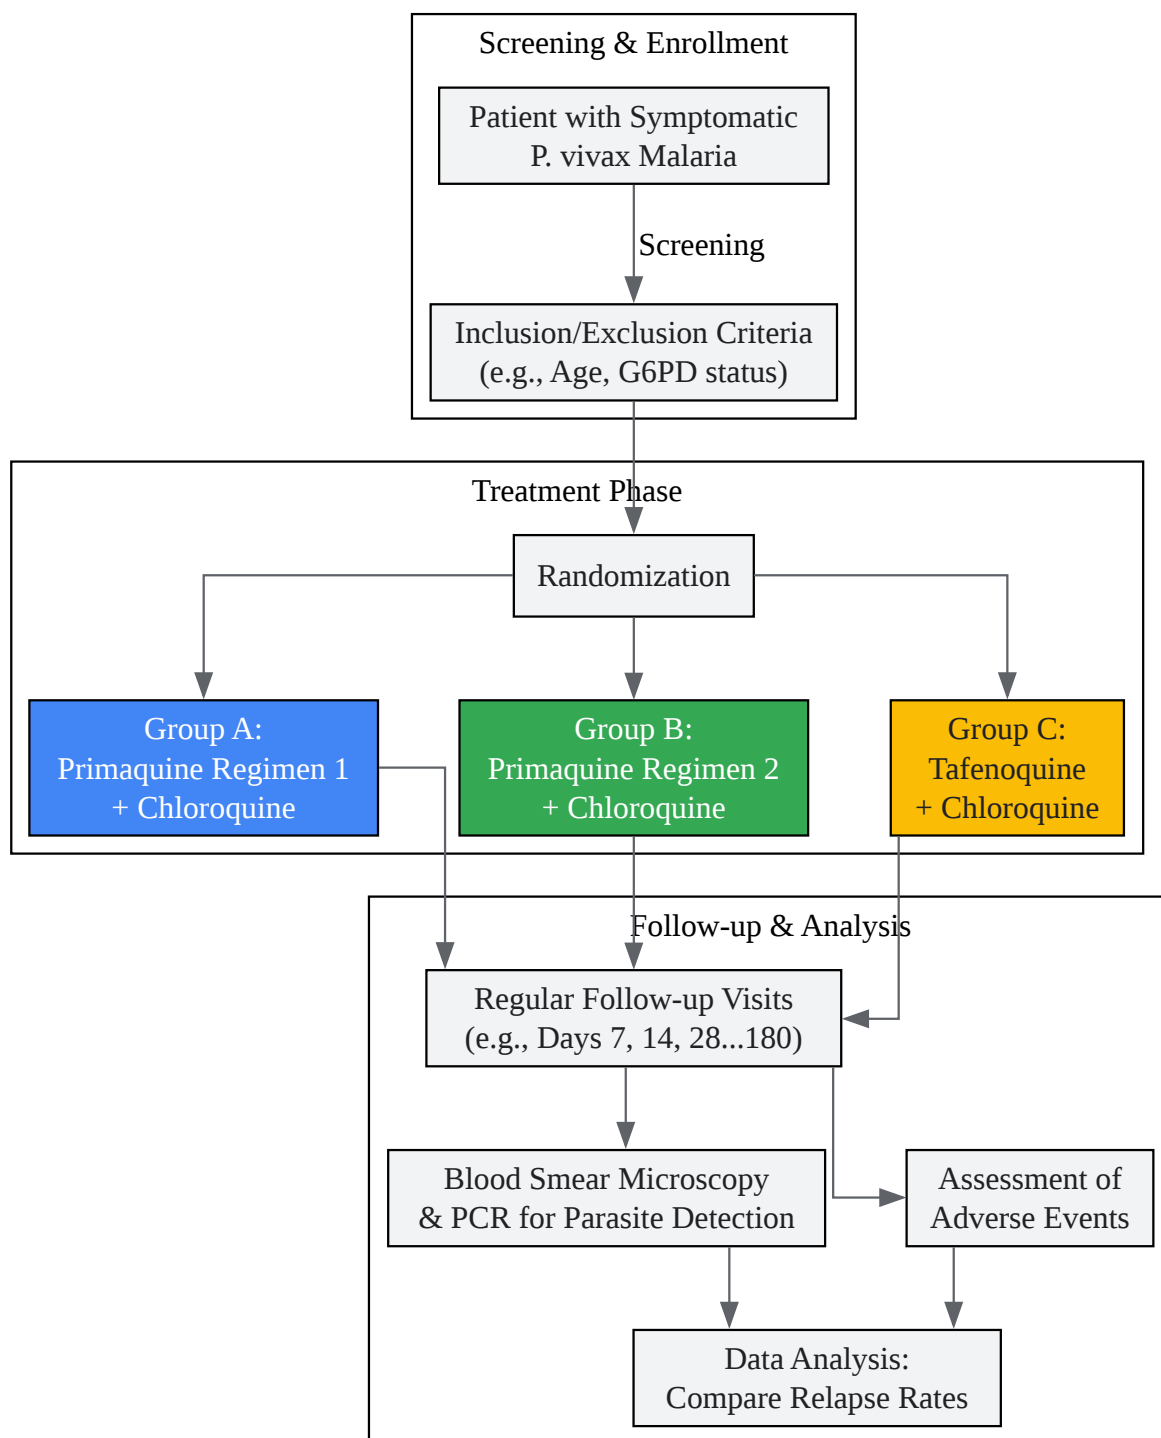 Screening & Enrollment
Patient with Symptomatic
P. vivax Malaria
Screening
Inclusion/Exclusion Criteria
(e.g., Age, G6PD status)
Treatment Phase
Randomization
Group A:
Primaquine Regimen 1
+ Chloroquine
Group B:
Primaquine Regimen 2
+ Chloroquine
Group C:
Tafenoquine
+ Chloroquine
Follow-up & Analysis
Regular Follow-up Visits
(e.g., Days 7, 14, 28...180)
Blood Smear Microscopy
& PCR for Parasite Detection
Assessment of
Adverse Events
Data Analysis:
Compare Relapse Rates